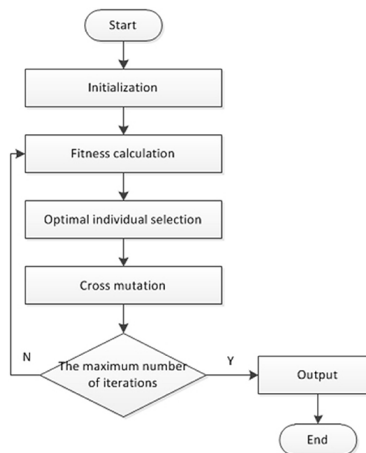 Start
Initialization
Fitness calculation
Optimal individual selection
Cross mutation
The maximum number
of iterations
N
Y
Output
End